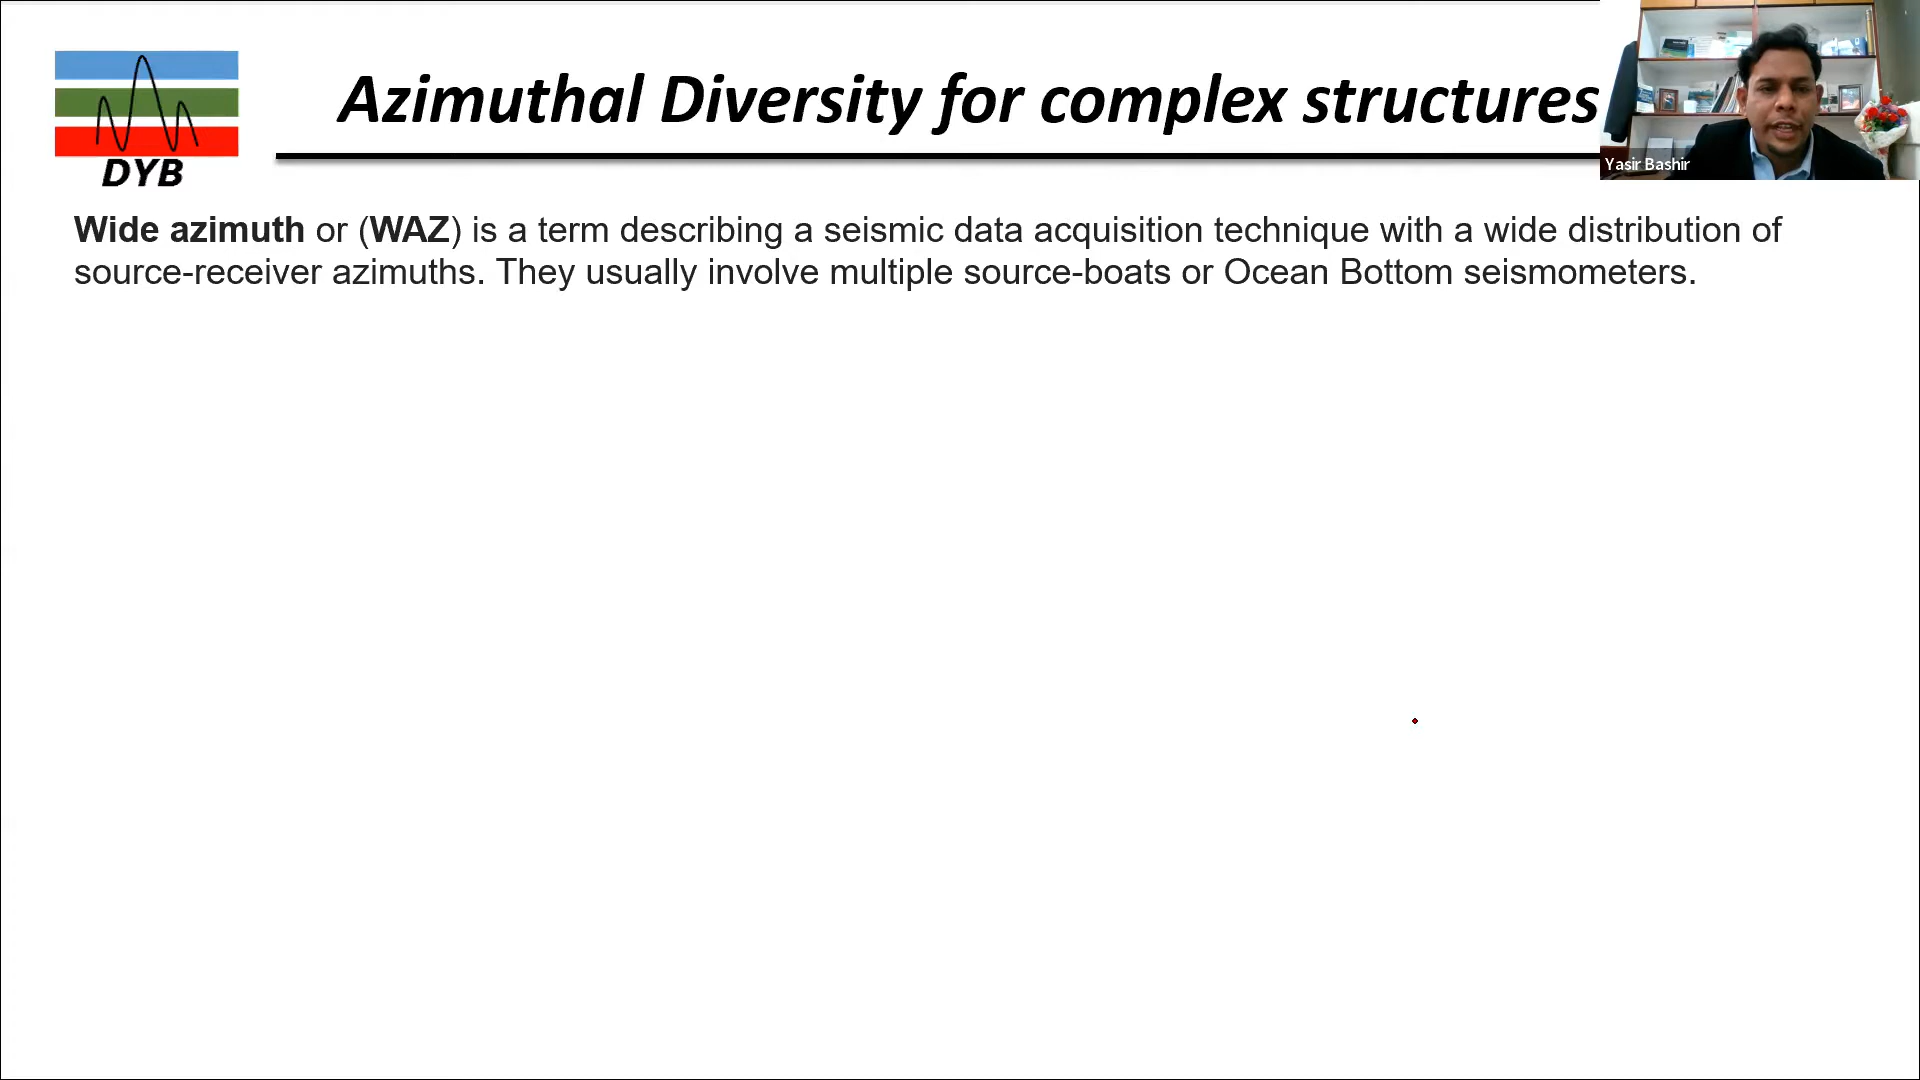 Azimuthal Diversity for complex structures
Yasir Bashir
DYB
Wide azimuth or (WAZ) is a term describing a seismic data acquisition technique with a wide distribution of
source-receiver azimuths. They usually involve multiple source-boats or Ocean Bottom seismometers.